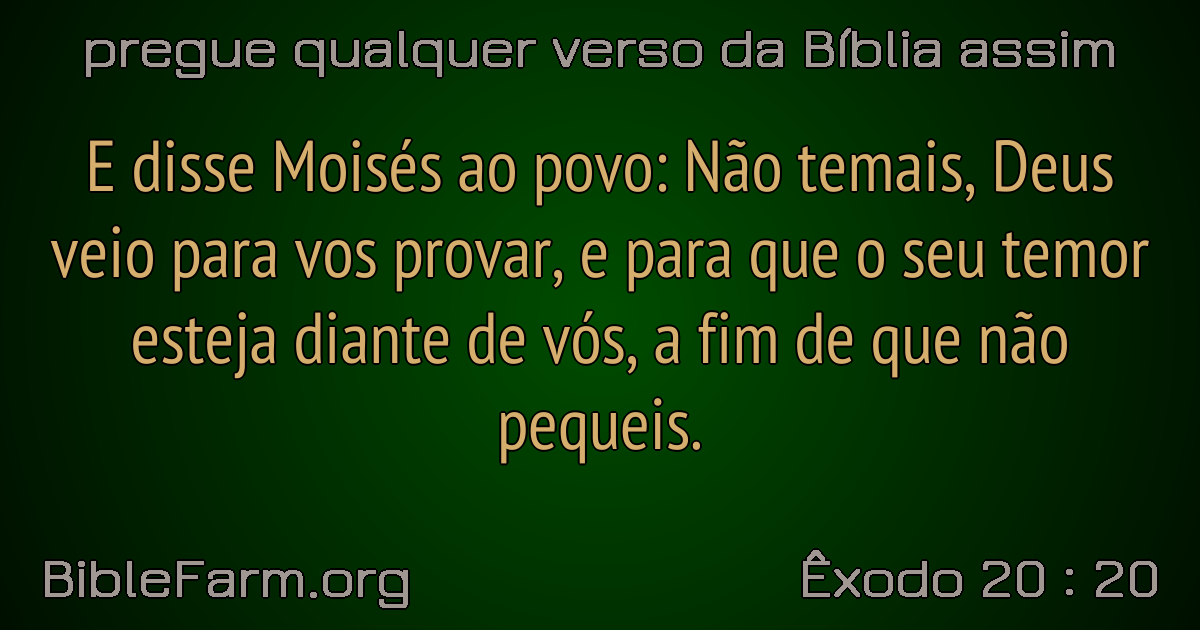 pregue qualquer verso da Bíblia assim
E disse Moisés ao povo: Não temais, Deus
veio para vos provar, e para que o seu temor
esteja diante de vós, a fim de que não
pequeis.
BibleFarm.org
Êxodo 20 : 20